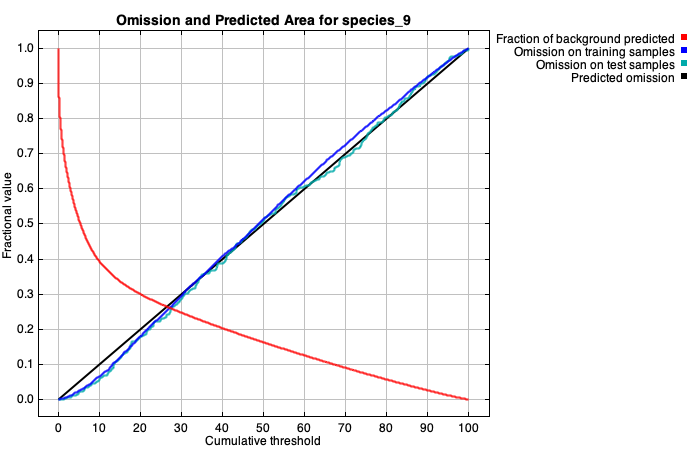 Omission and Predicted Area for species_9
Fraction of background predicted
Omission on training samples
Omission on test samples
Predicted omission
Fractional value
1.0
0.9
0.8
0.7
0.6
0.5
0.4
0.3
0.2
0.1
0.0
0 10 20 30 40 50 60 70 80 90 100
Cumulative threshold